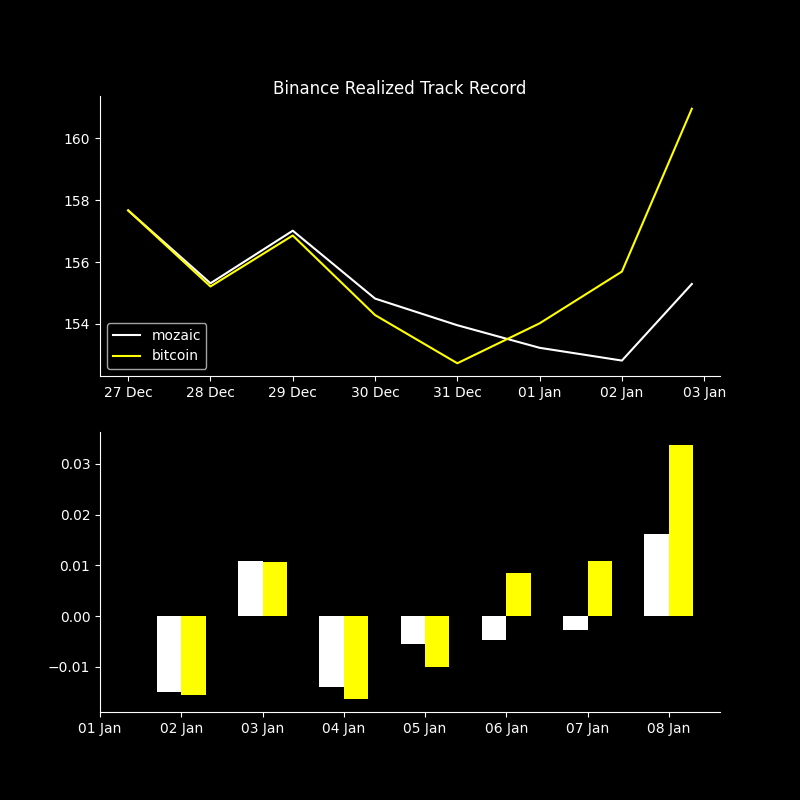 Binance Realized Track Record
160
158
156
154
mozaic
bitcoin
27 Dec 28 Dec 29 Dec 30 Dec 31 Dec 01 Jan 02 Jan 03 Jan
0.03
0.02
0.01
0.00
−0.01
01 Jan 02 Jan 03 Jan 04 Jan 05 Jan 06 Jan 07 Jan 08 Jan